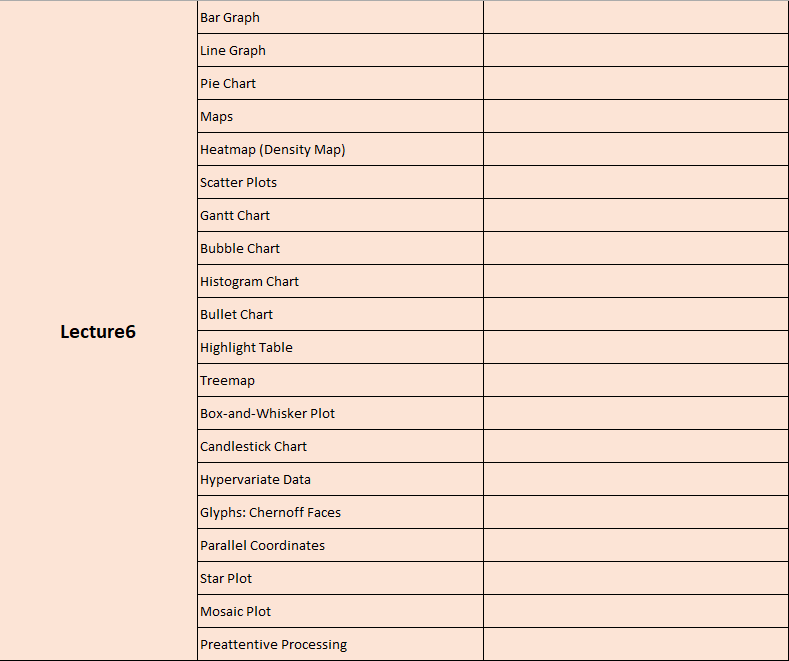 Lecture6
Bar Graph
Line Graph
Pie Chart
Maps
Heatmap (Density Map)
Scatter Plots
Gantt Chart
Bubble Chart
Histogram Chart
Bullet Chart
Highlight Table
Treemap
Box-and-Whisker Plot
Candlestick Chart
Hypervariate Data
Glyphs: Chernoff Faces
Parallel Coordinates
Star Plot
Mosaic Plot
Preattentive Processing